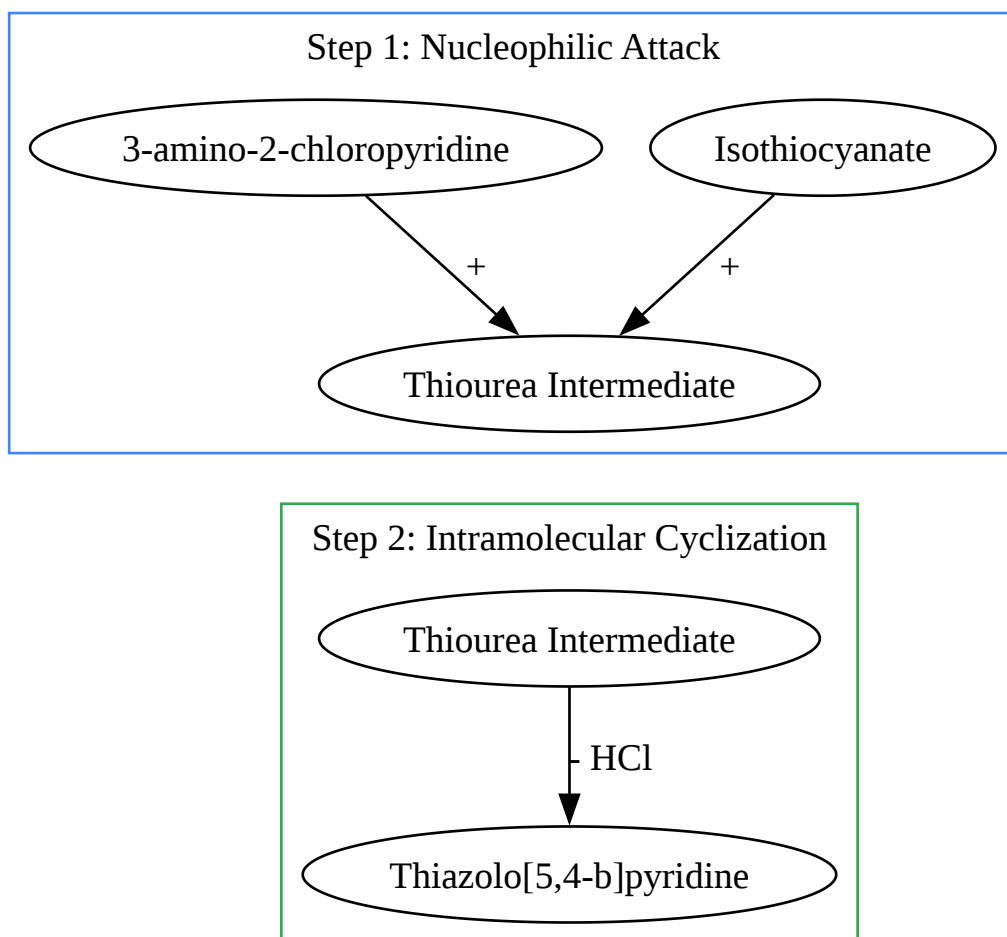 Step 1: Nucleophilic Attack
3-amino-2-chloropyridine
Isothiocyanate
+
+
Thiourea Intermediate
Step 2: Intramolecular Cyclization
Thiourea Intermediate
- HCl
Thiazolo[5,4-b]pyridine